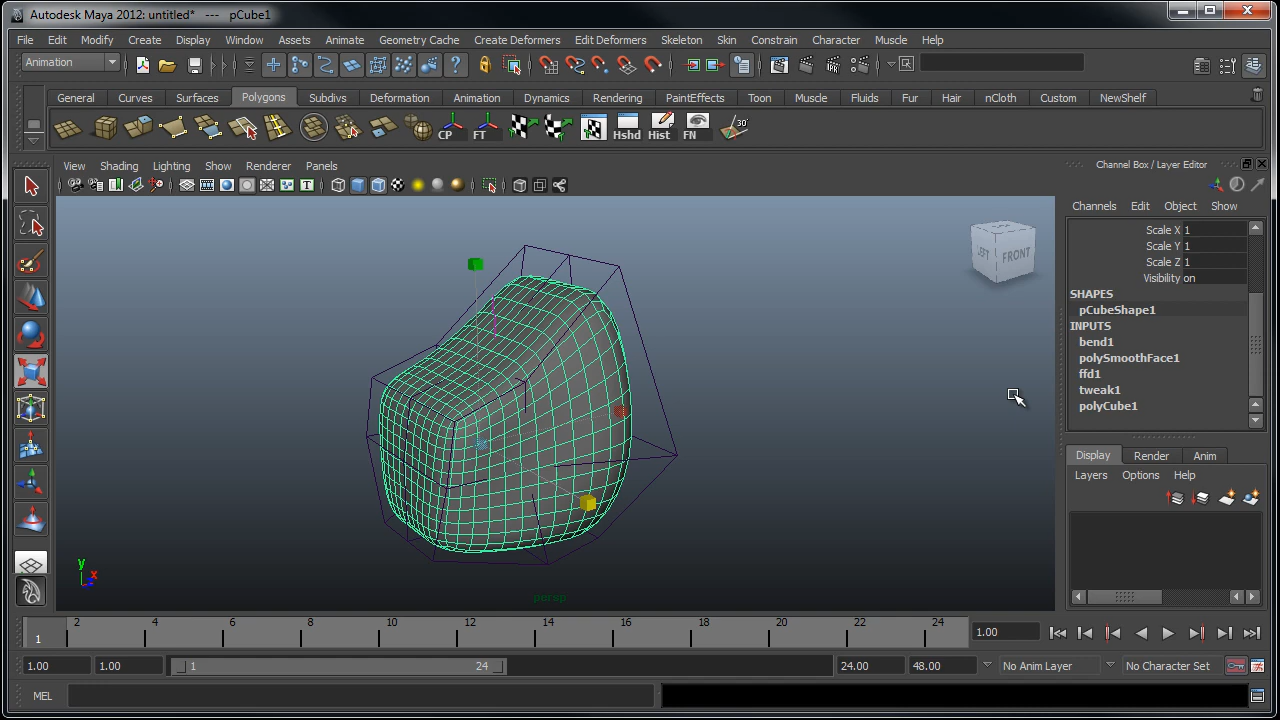 Autodesk Maya 2012: untitled* --- pCube1
File Edit Modify Create Display Window Assets Animate Geometry Cache Create Deformers Edit Deformers Skeleton Skin Constrain Character Muscle Help
Animation
General Curves Surfaces Polygons Subdivs Deformation Animation Dynamics Rendering PaintEffects Toon Muscle Fluids Fur Hair nCloth Custom NewShelf
CP FT Hshd Hist FN 30°
View Shading Lighting Show Renderer Panels
Channel Box / Layer Editor
Channels Edit Object Show
Scale X 1
Scale Y 1
Scale Z 1
Visibility on
SHAPES
pCubeShape1
INPUTS
bend1
polySmoothFace1
ffd1
tweak1
polyCube1
LEFT FRONT
Display Render Anim
Layers Options Help
y
x
persp
1 2 4 6 8 10 12 14 16 18 20 22 24 1.00
1.00 1.00 1 24 24.00 48.00 No Anim Layer No Character Set
MEL